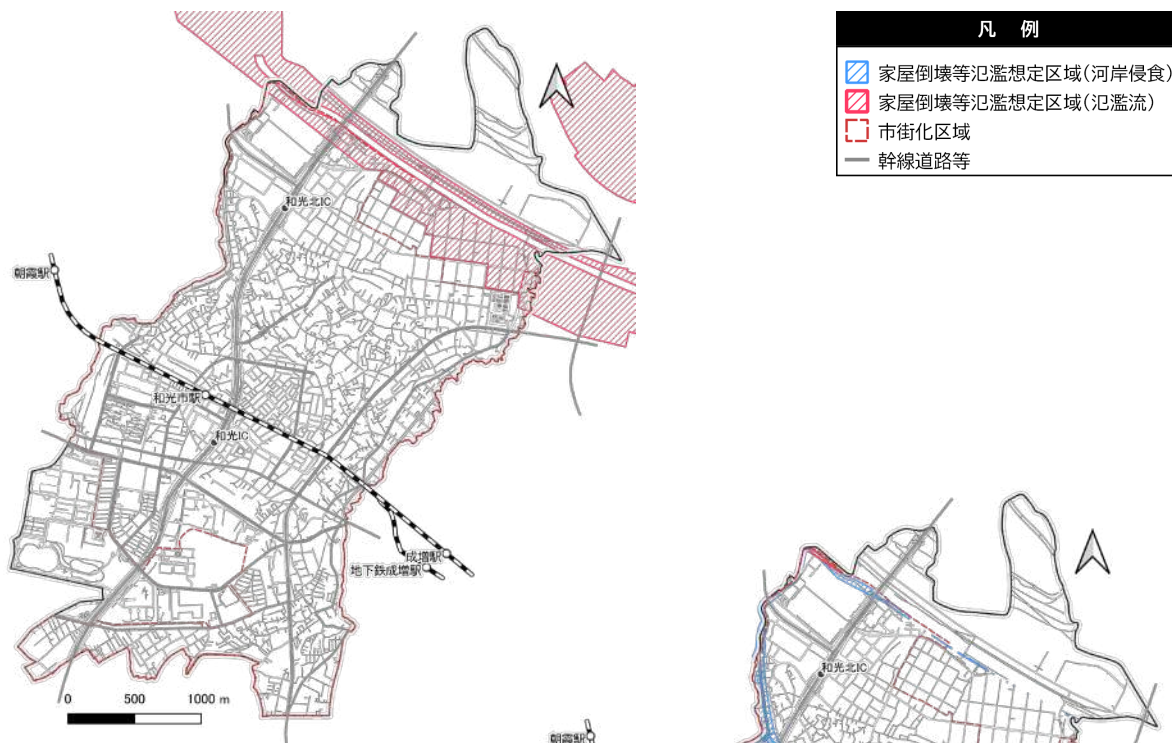 凡 例
家屋倒壊等氾濫想定区域(河岸侵食)
家屋倒壊等氾濫想定区域(氾濫流)
市街化区域
幹線道路等
和光北IC
朝霞駅
和光市駅
和光IC
成増駅
地下鉄成増駅
0 500 1000 m
和光北IC
朝霞駅